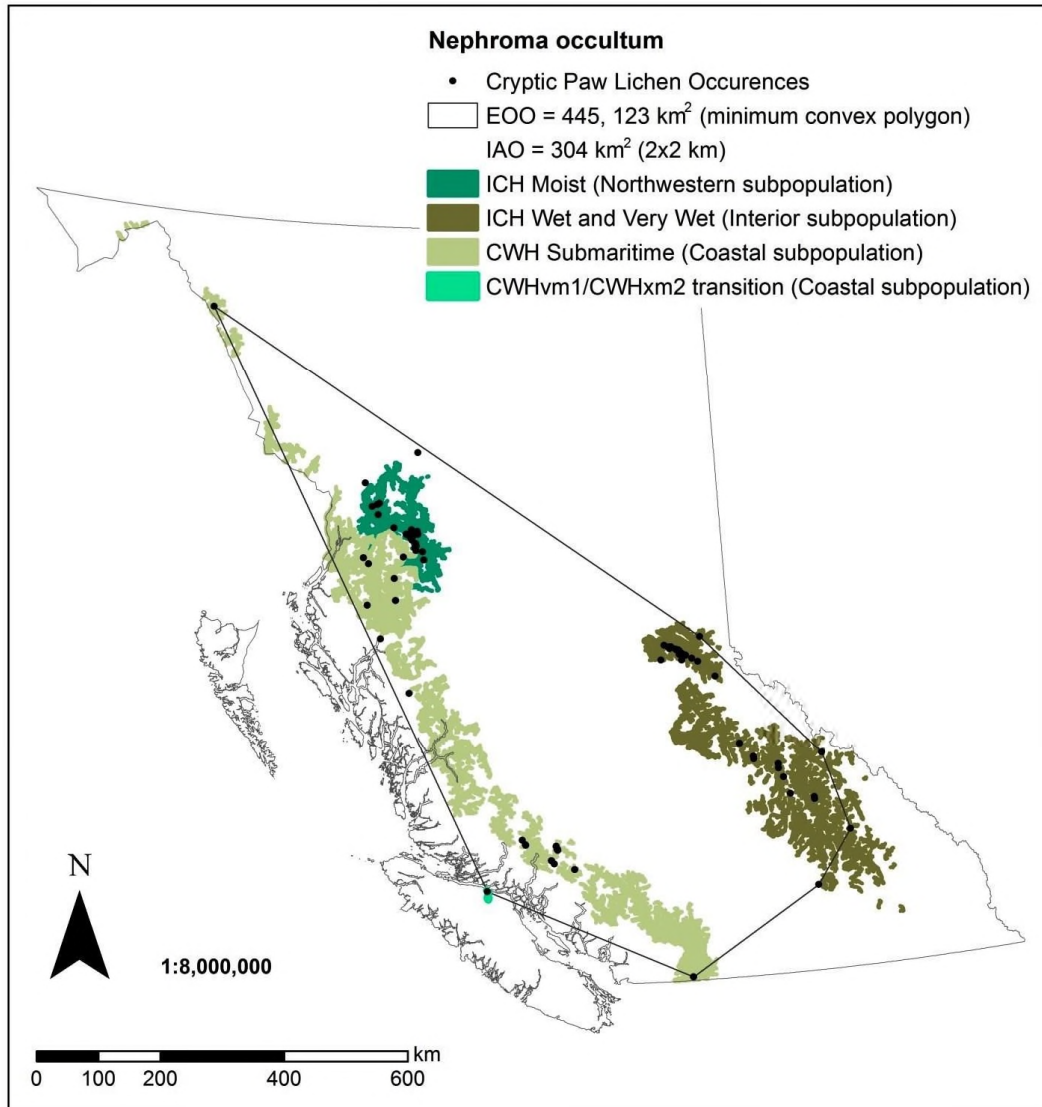 Nephroma occultum
Cryptic Paw Lichen Occurences
EOO = 445, 123 km² (minimum convex polygon)
IAO = 304 km² (2x2 km)
ICH Moist (Northwestern subpopulation)
ICH Wet and Very Wet (Interior subpopulation)
CWH Submaritime (Coastal subpopulation)
CWHvm1/CWHxm2 transition (Coastal subpopulation)
N
1:8,000,000
km
0 100 200 400 600